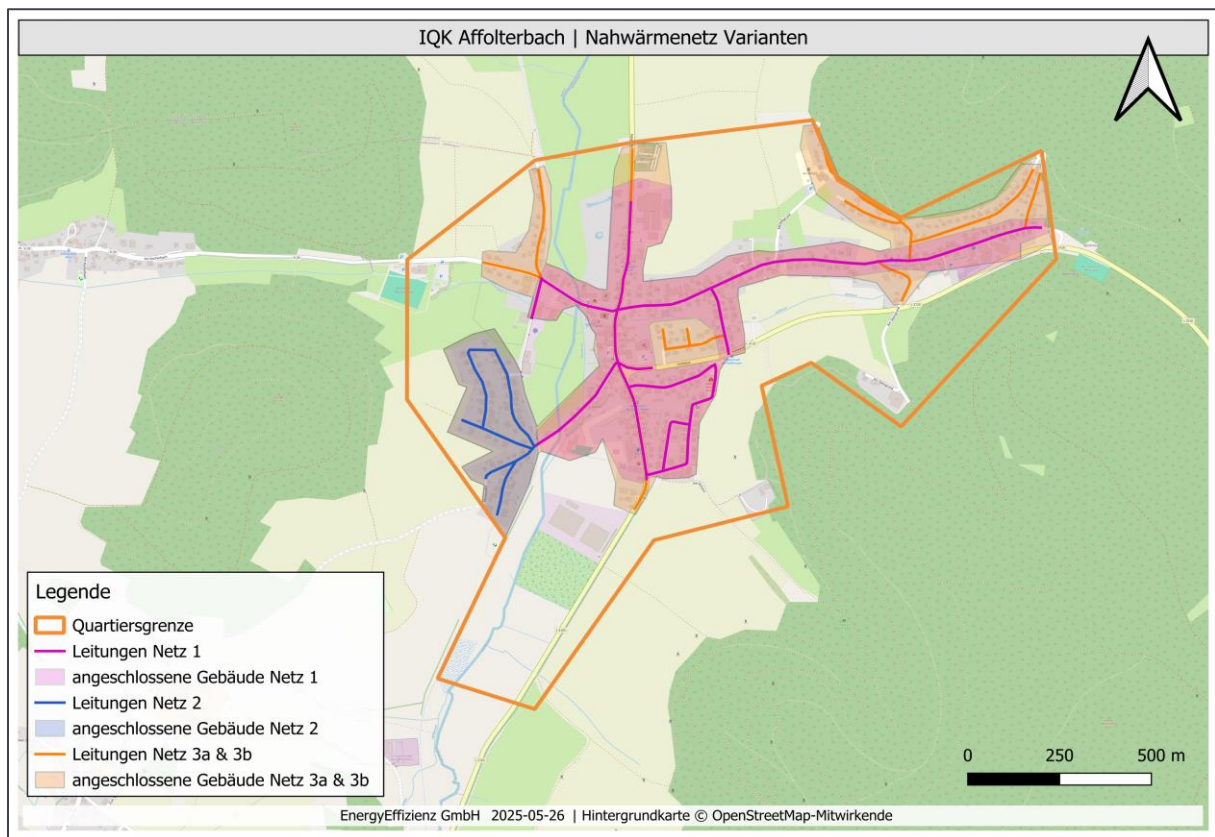 IQK Affolterbach | Nahwärmenetz Varianten
Legende
Quartiersgrenze
Leitungen Netz 1
angeschlossene Gebäude Netz 1
Leitungen Netz 2
angeschlossene Gebäude Netz 2
Leitungen Netz 3a & 3b
angeschlossene Gebäude Netz 3a & 3b
0 250 500 m
EnergyEffizienz GmbH 2025-05-26 | Hintergrundkarte © OpenStreetMap-Mitwirkende